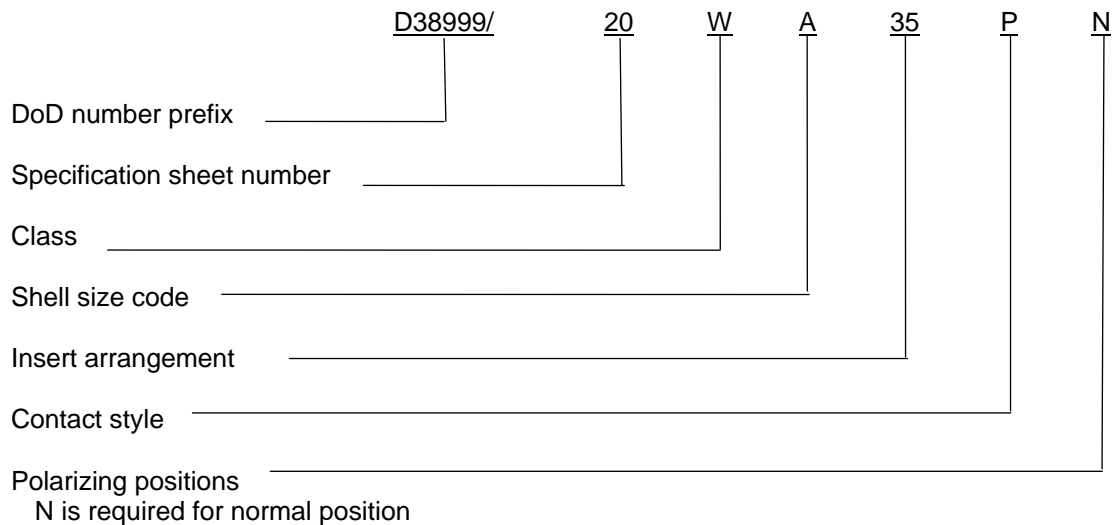 D38999/ 20 W A 35 P N
DoD number prefix
Specification sheet number
Class
Shell size code
Insert arrangement
Contact style
Polarizing positions
N is required for normal position